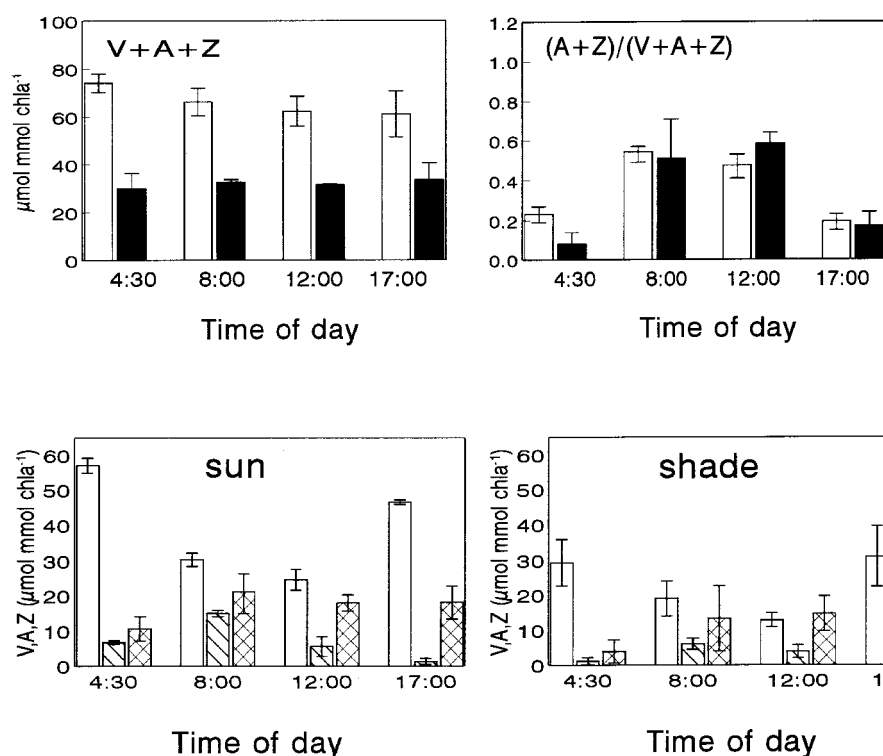 V+A+Z
μmol mmol chla⁻¹
100
80
60
40
20
0
4:30 8:00 12:00 17:00
Time of day
(A+Z)/(V+A+Z)
1.2
1.0
0.8
0.6
0.4
0.2
0.0
4:30 8:00 12:00 17:00
Time of day
sun
V,A,Z (μmol mmol chla⁻¹)
60
50
40
30
20
10
0
4:30 8:00 12:00 17:00
Time of day
shade
V,A,Z (μmol mmol chla⁻¹)
60
50
40
30
20
10
0
4:30 8:00 12:00 1
Time of day